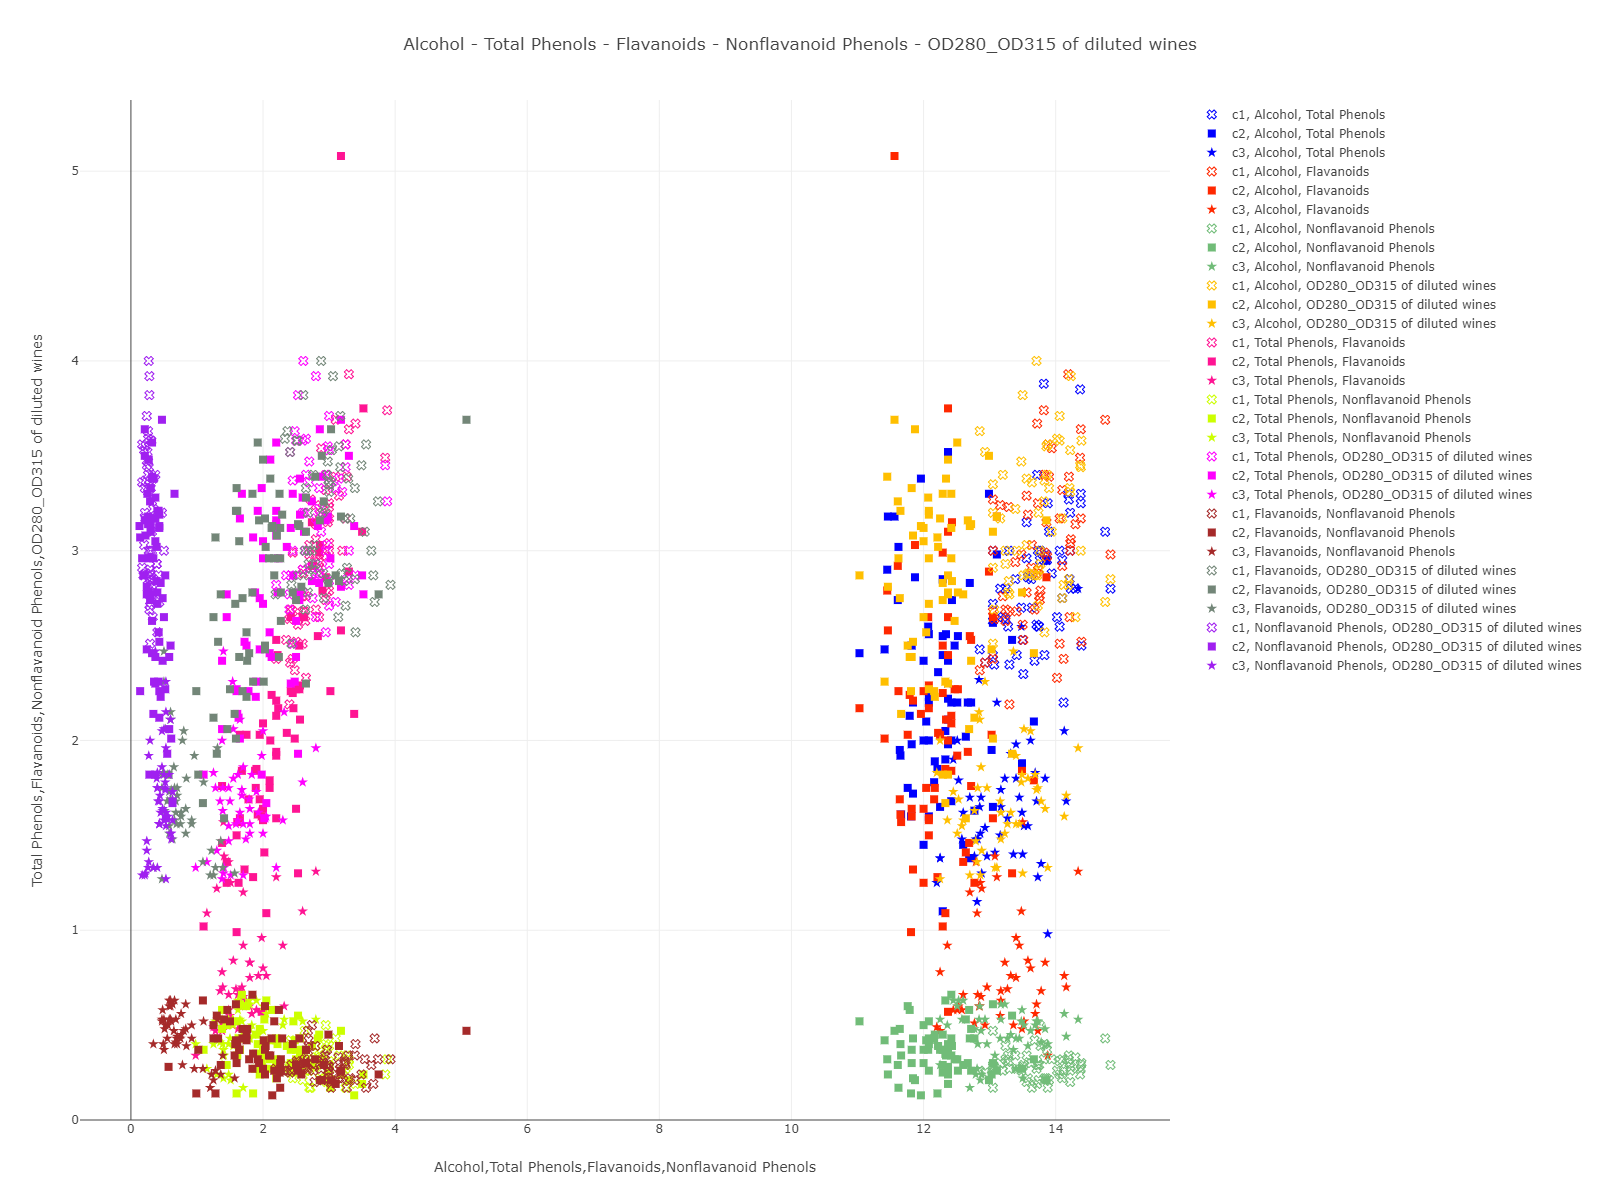 Alcohol - Total Phenols - Flavanoids - Nonflavanoid Phenols - OD280_OD315 of diluted wines
Total Phenols,Flavanoids,Nonflavanoid Phenols,OD280_OD315 of diluted wines
5
4
3
2
1
0
0
2
4
6
8
10
12
14
Alcohol,Total Phenols,Flavanoids,Nonflavanoid Phenols
c1, Alcohol, Total Phenols
c2, Alcohol, Total Phenols
c3, Alcohol, Total Phenols
c1, Alcohol, Flavanoids
c2, Alcohol, Flavanoids
c3, Alcohol, Flavanoids
c1, Alcohol, Nonflavanoid Phenols
c2, Alcohol, Nonflavanoid Phenols
c3, Alcohol, Nonflavanoid Phenols
c1, Alcohol, OD280_OD315 of diluted wines
c2, Alcohol, OD280_OD315 of diluted wines
c3, Alcohol, OD280_OD315 of diluted wines
c1, Total Phenols, Flavanoids
c2, Total Phenols, Flavanoids
c3, Total Phenols, Flavanoids
c1, Total Phenols, Nonflavanoid Phenols
c2, Total Phenols, Nonflavanoid Phenols
c3, Total Phenols, Nonflavanoid Phenols
c1, Total Phenols, OD280_OD315 of diluted wines
c2, Total Phenols, OD280_OD315 of diluted wines
c3, Total Phenols, OD280_OD315 of diluted wines
c1, Flavanoids, Nonflavanoid Phenols
c2, Flavanoids, Nonflavanoid Phenols
c3, Flavanoids, Nonflavanoid Phenols
c1, Flavanoids, OD280_OD315 of diluted wines
c2, Flavanoids, OD280_OD315 of diluted wines
c3, Flavanoids, OD280_OD315 of diluted wines
c1, Nonflavanoid Phenols, OD280_OD315 of diluted wines
c2, Nonflavanoid Phenols, OD280_OD315 of diluted wines
c3, Nonflavanoid Phenols, OD280_OD315 of diluted wines